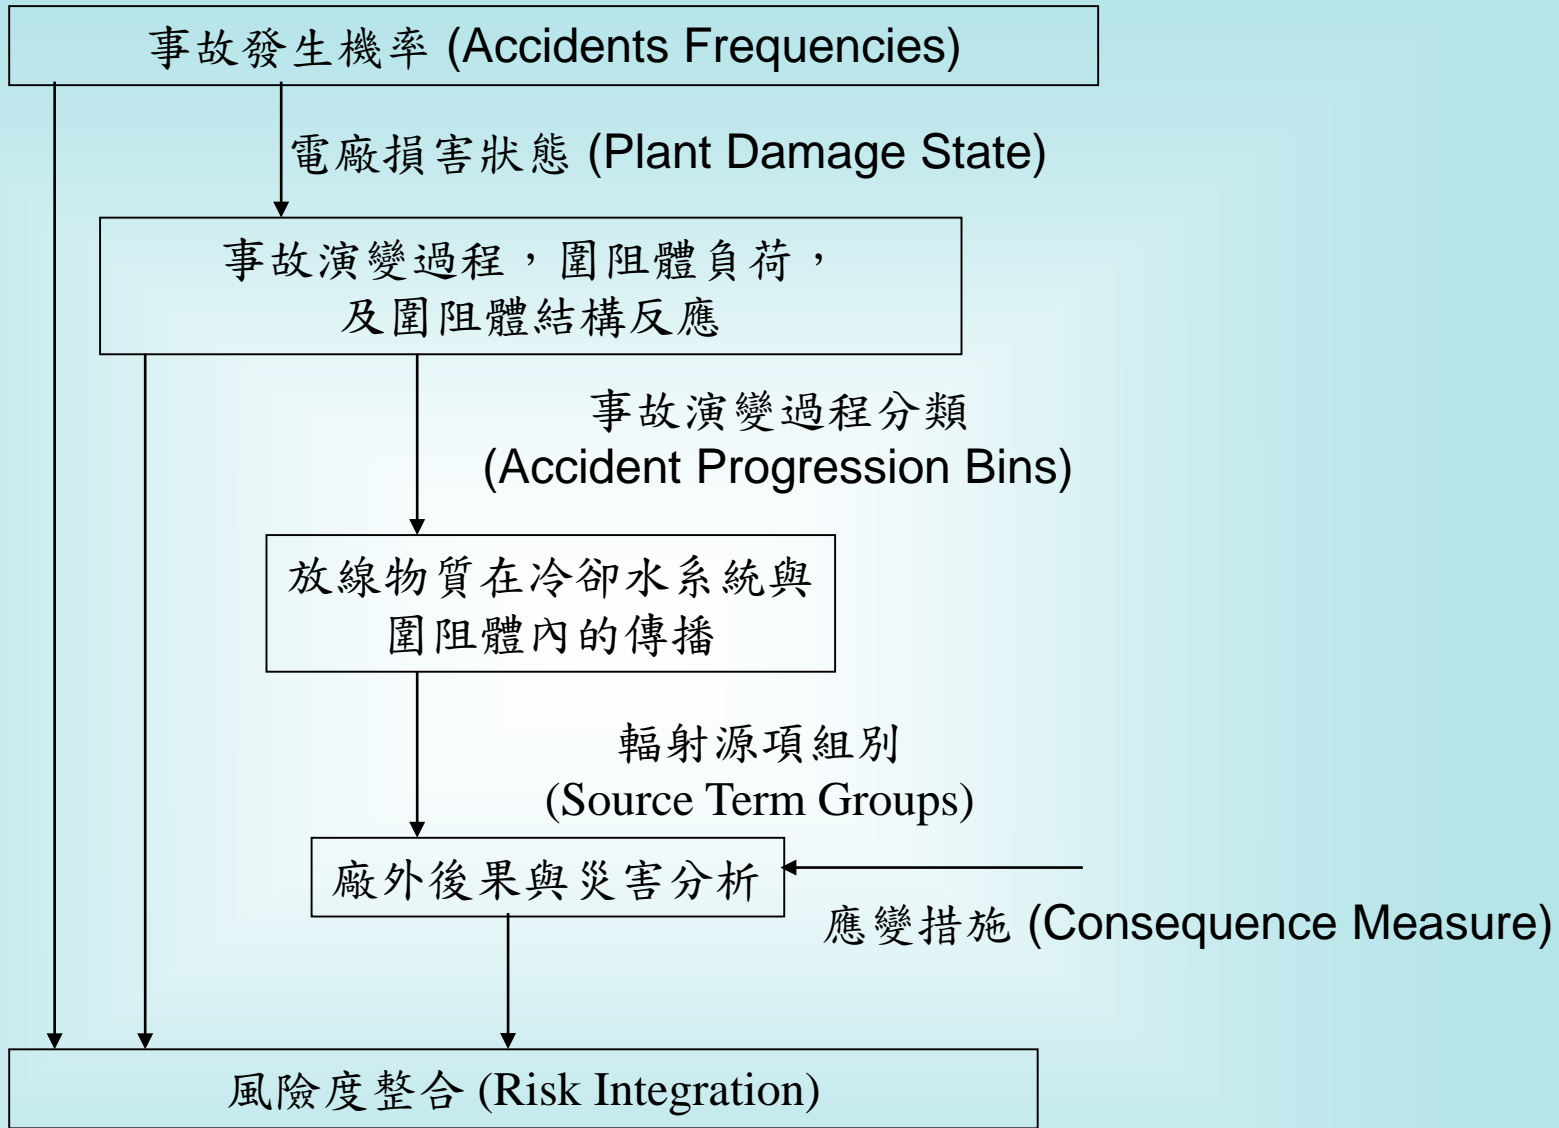 事故發生機率 (Accidents Frequencies)
電廠損害狀態 (Plant Damage State)
事故演變過程，圍阻體負荷，
及圍阻體結構反應
事故演變過程分類
(Accident Progression Bins)
放線物質在冷卻水系統與
圍阻體內的傳播
輻射源項組別
(Source Term Groups)
廠外後果與災害分析
應變措施 (Consequence Measure)
風險度整合 (Risk Integration)